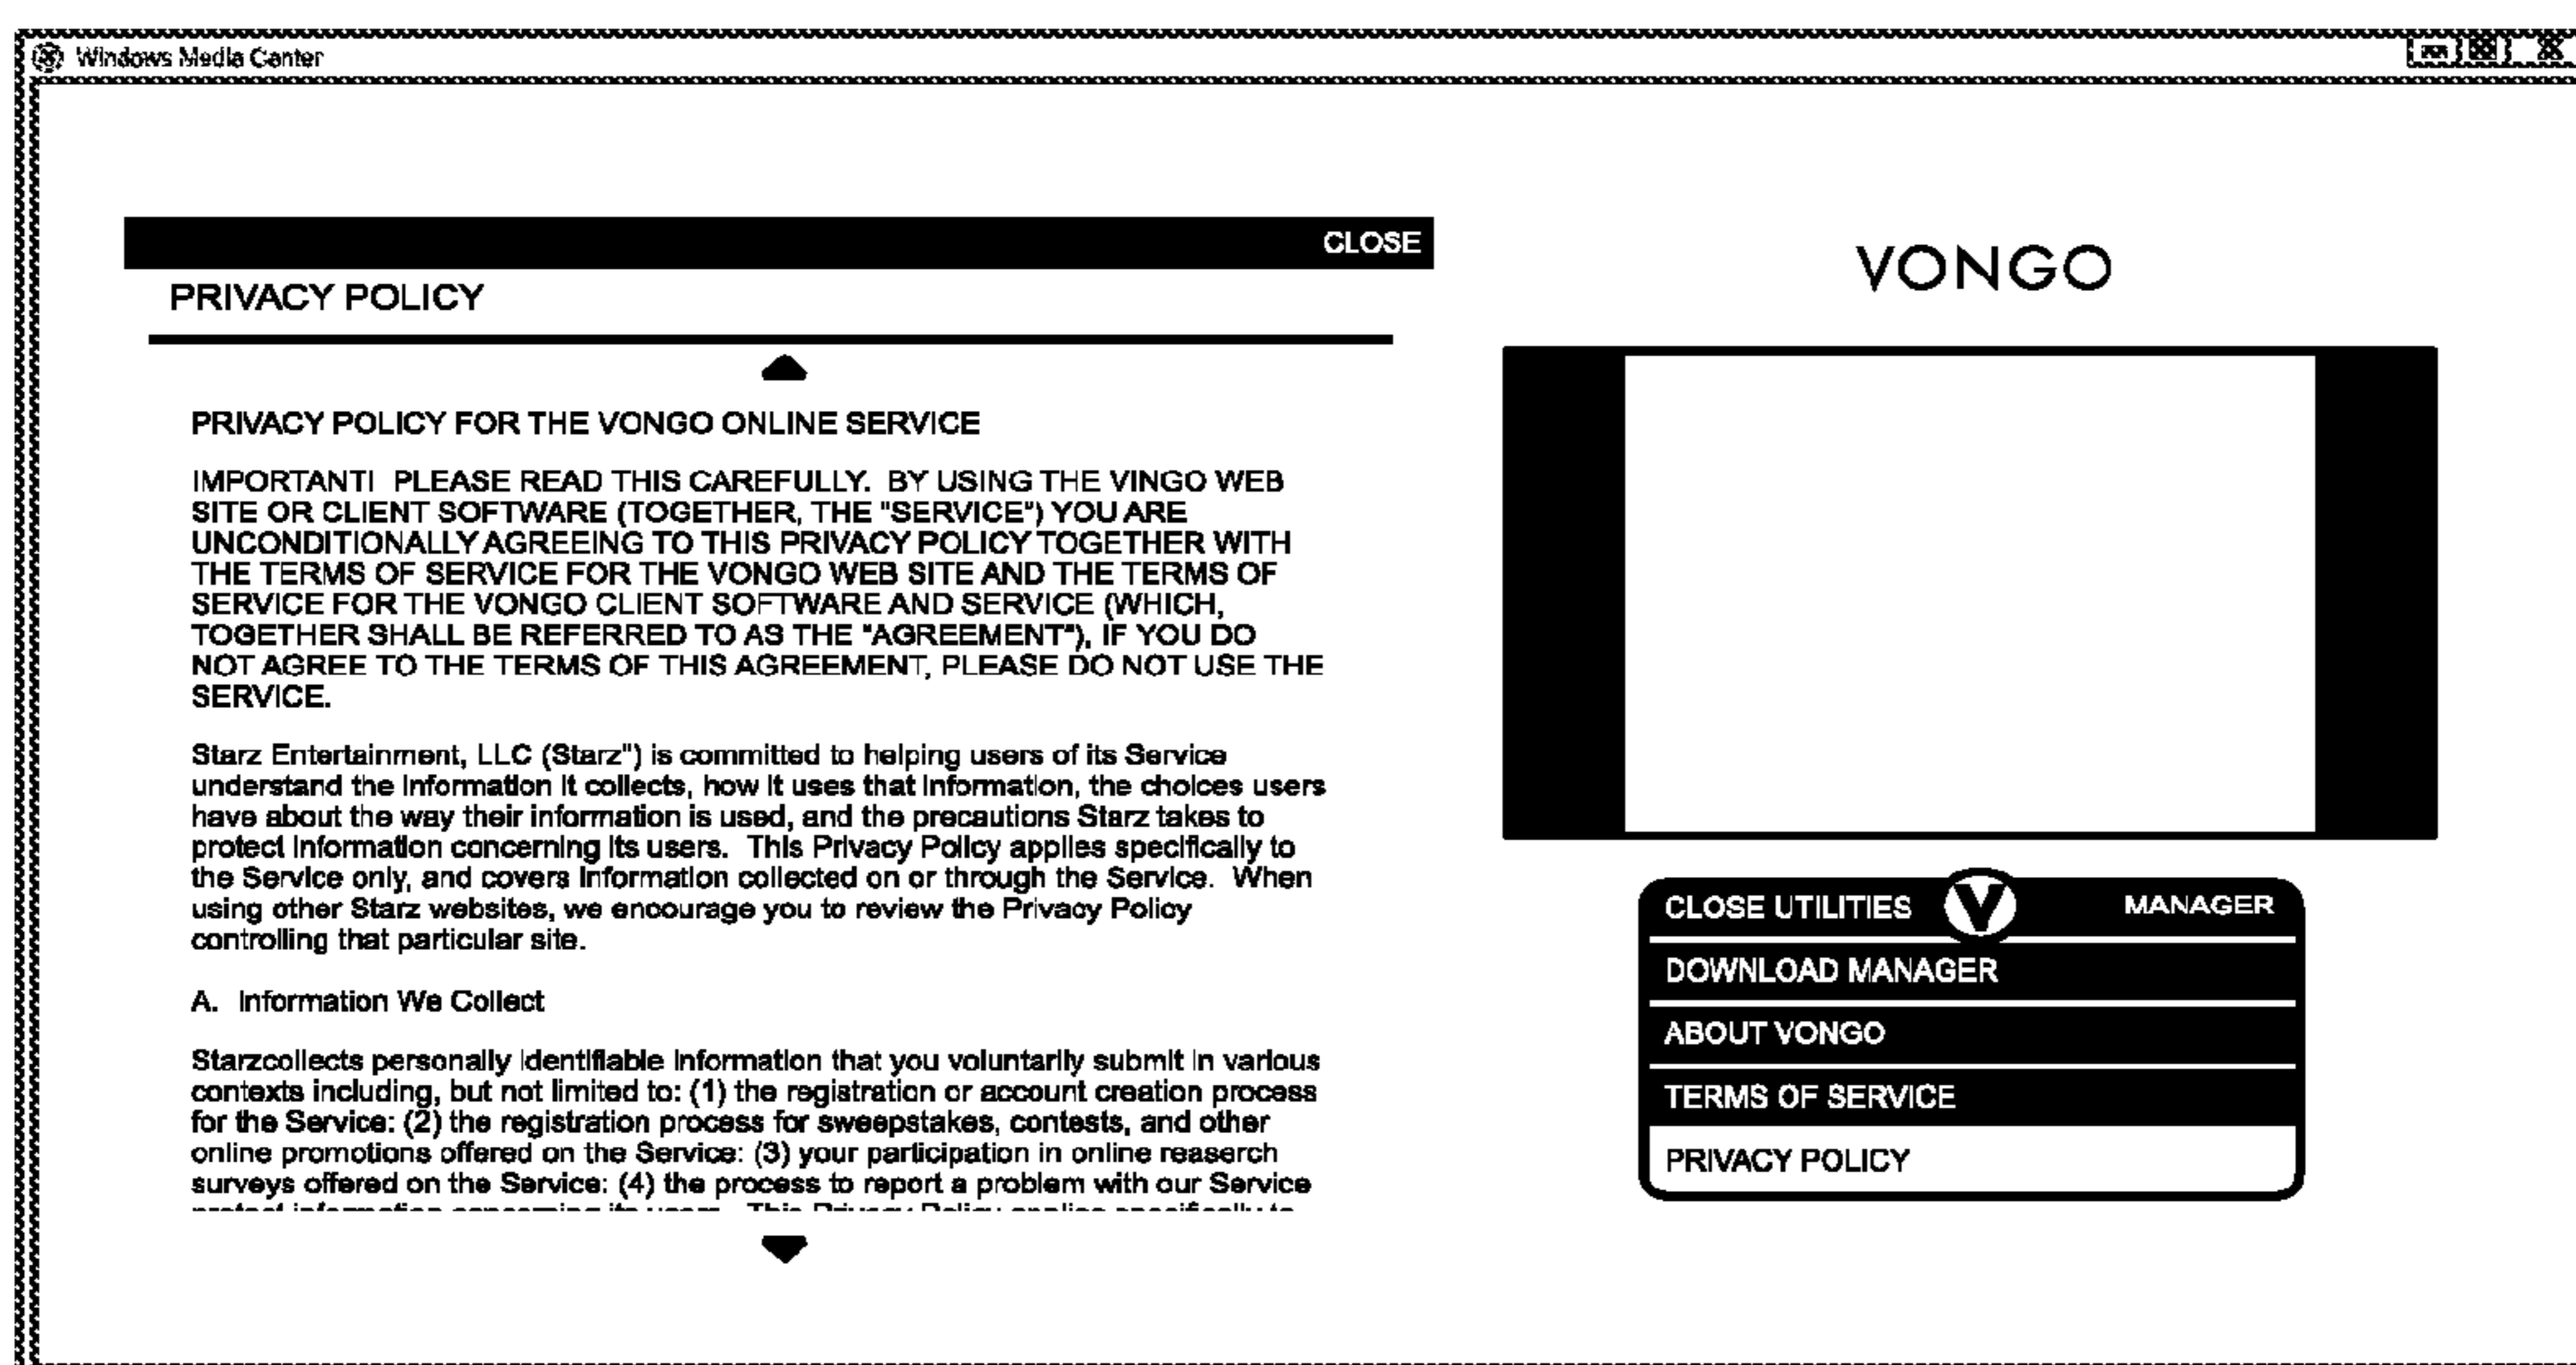 Windows Media Center
CLOSE
PRIVACY POLICY
PRIVACY POLICY FOR THE VONGO ONLINE SERVICE
IMPORTANTI PLEASE READ THIS CAREFULLY. BY USING THE VINGO WEB
SITE OR CLIENT SOFTWARE (TOGETHER, THE "SERVICE") YOU ARE
UNCONDITIONALLY AGREEING TO THIS PRIVACY POLICY TOGETHER WITH
THE TERMS OF SERVICE FOR THE VONGO WEB SITE AND THE TERMS OF
SERVICE FOR THE VONGO CLIENT SOFTWARE AND SERVICE (WHICH,
TOGETHER SHALL BE REFERRED TO AS THE "AGREEMENT"), IF YOU DO
NOT AGREE TO THE TERMS OF THIS AGREEMENT, PLEASE DO NOT USE THE
SERVICE.
Starz Entertainment, LLC (Starz") is committed to helping users of its Service
understand the information it collects, how it uses that information, the choices users
have about the way their information is used, and the precautions Starz takes to
protect information concerning its users. This Privacy Policy applies specifically to
the Service only, and covers information collected on or through the Service. When
using other Starz websites, we encourage you to review the Privacy Policy
controlling that particular site.
A. Information We Collect
Starzcollects personally identifiable information that you voluntarily submit in various
contexts including, but not limited to: (1) the registration or account creation process
for the Service: (2) the registration process for sweepstakes, contests, and other
online promotions offered on the Service: (3) your participation in online reaserch
surveys offered on the Service: (4) the process to report a problem with our Service
protect information concerning its users. This Privacy Policy applies specifically to
VONGO
CLOSE UTILITIES V MANAGER
DOWNLOAD MANAGER
ABOUT VONGO
TERMS OF SERVICE
PRIVACY POLICY